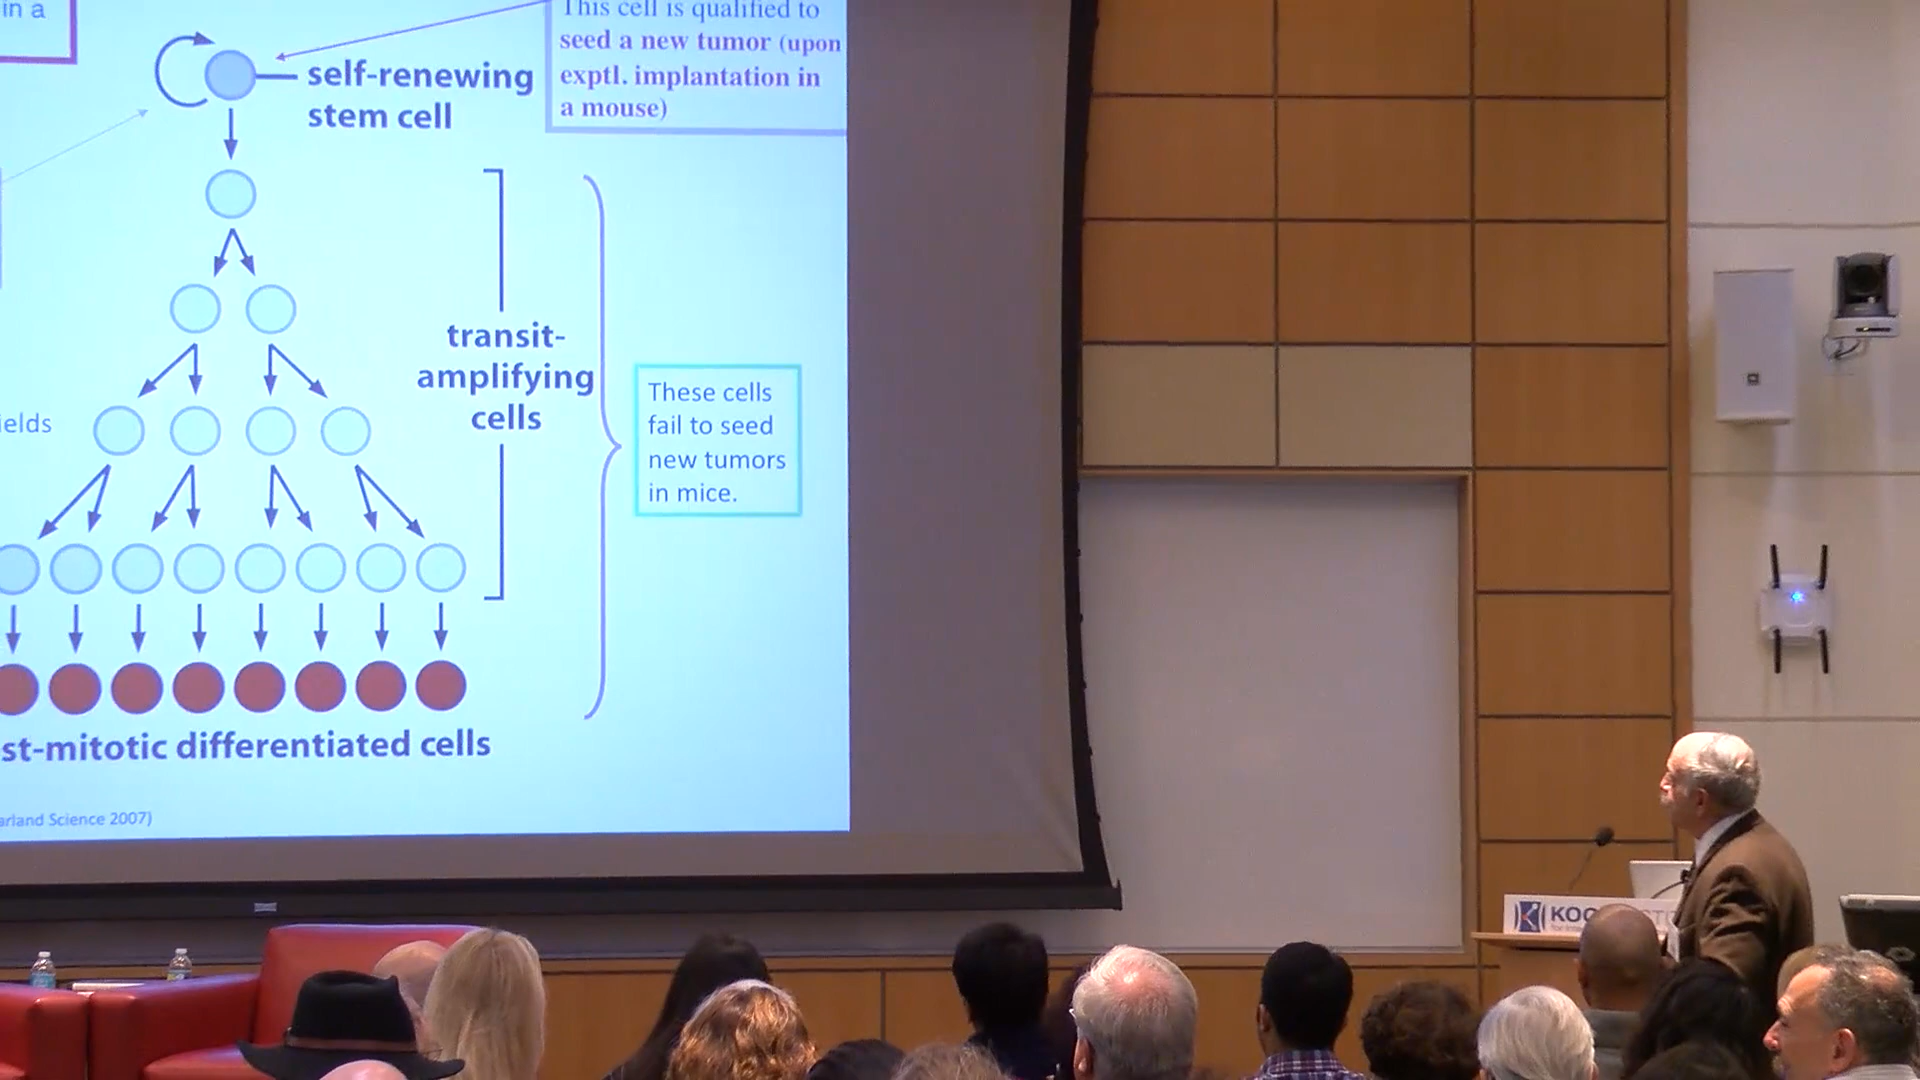 in a
This cell is qualified to
seed a new tumor (upon
exptl. implantation in
a mouse)
self-renewing
stem cell
transit-
amplifying
cells
These cells
fail to seed
new tumors
in mice.
ields
st-mitotic differentiated cells
arland Science 2007)
KOC